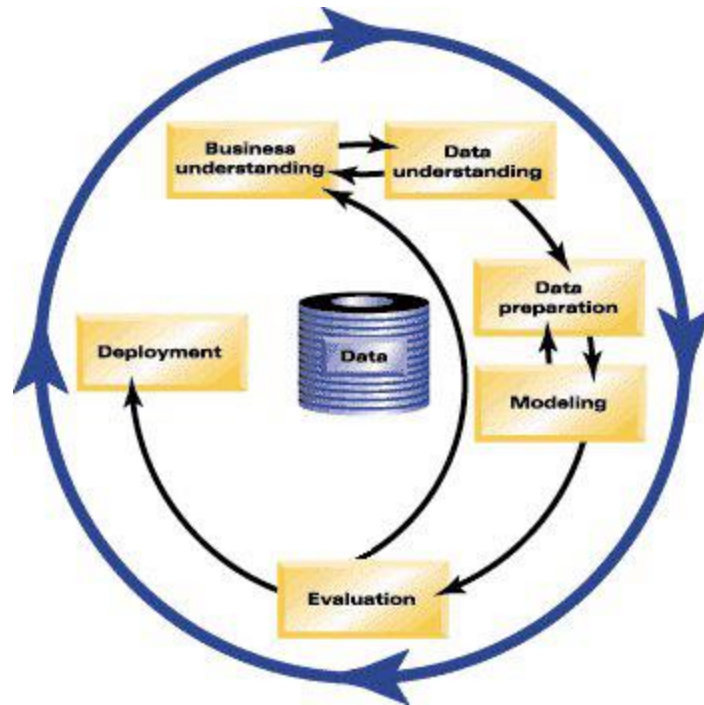 Business
understanding
Data
understanding
Data
preparation
Data
Deployment
Modeling
Evaluation